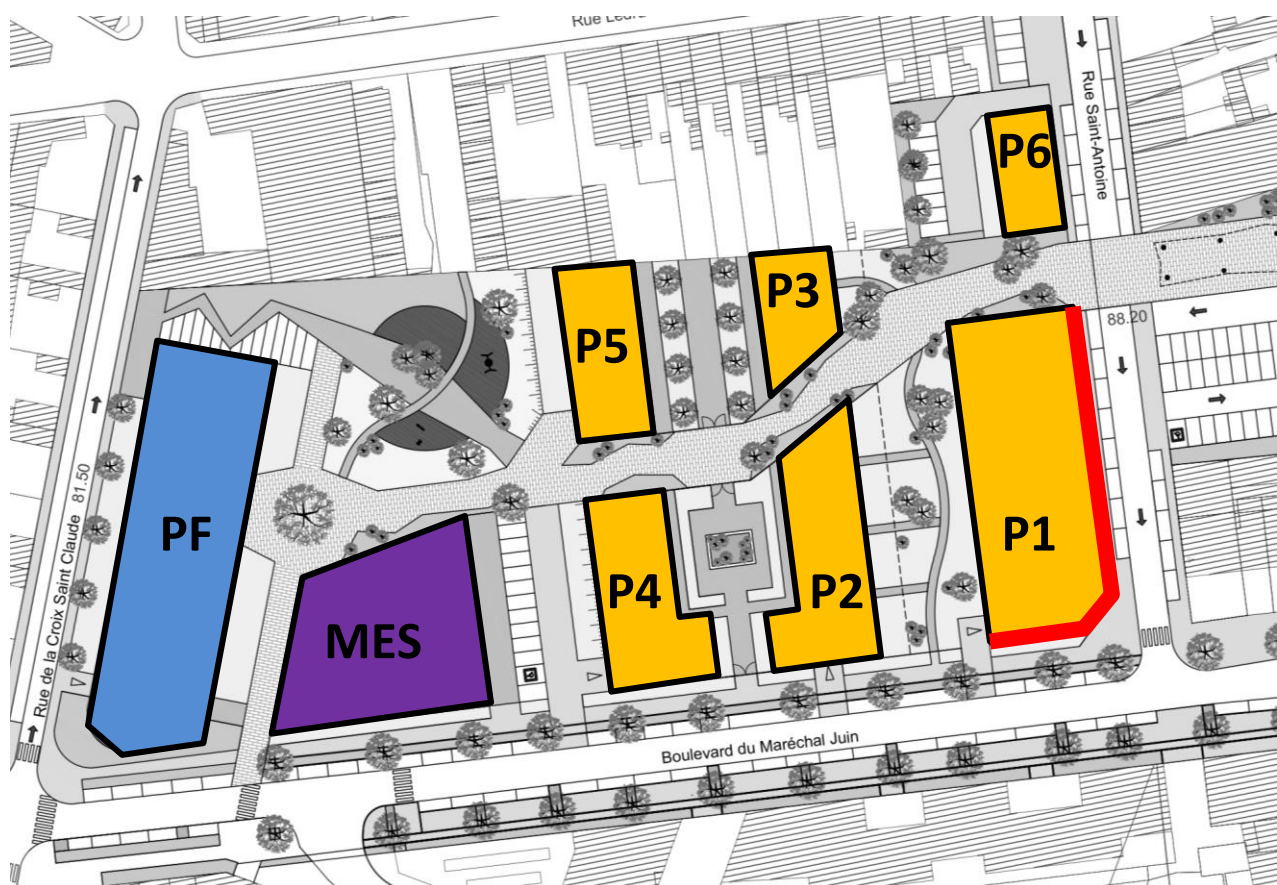 P6
Rue Saint-Antoine
P3
P5
88.20
PF
P1
P4
P2
MES
Rue de la Croix Saint Claude 81.50
Boulevard du Maréchal Juin